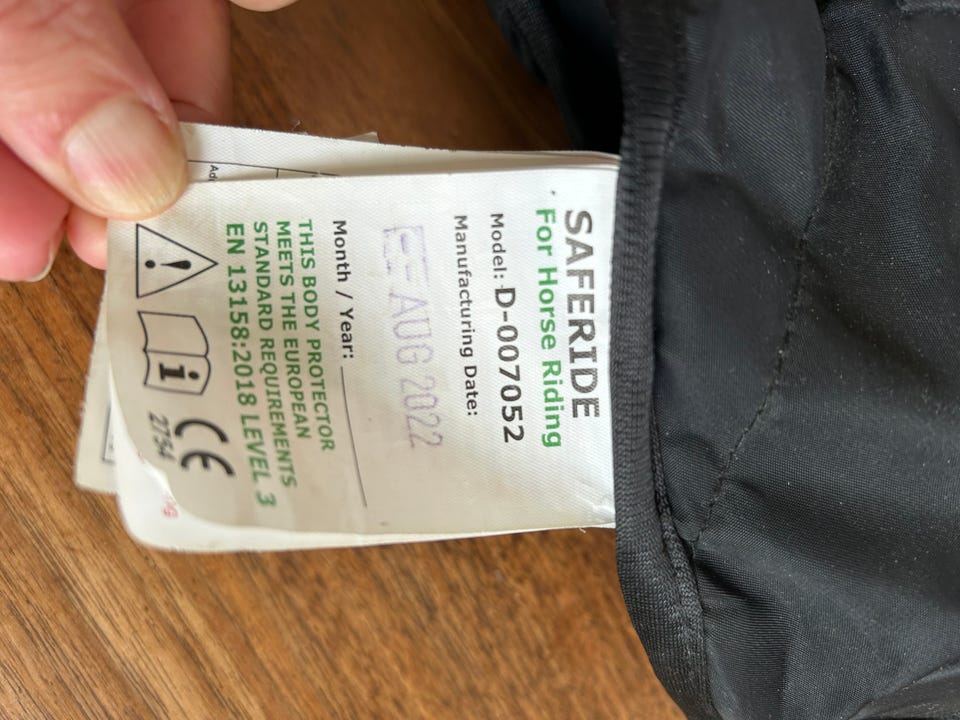 SAFERIDE
For Horse Riding
Model: D-007052
Manufacturing Date:
AUG 2022
Month / Year:
THIS BODY PROTECTOR
MEETS THE EUROPEAN
STANDARD REQUIREMENTS
EN 13158:2018 LEVEL 3
CE
2754